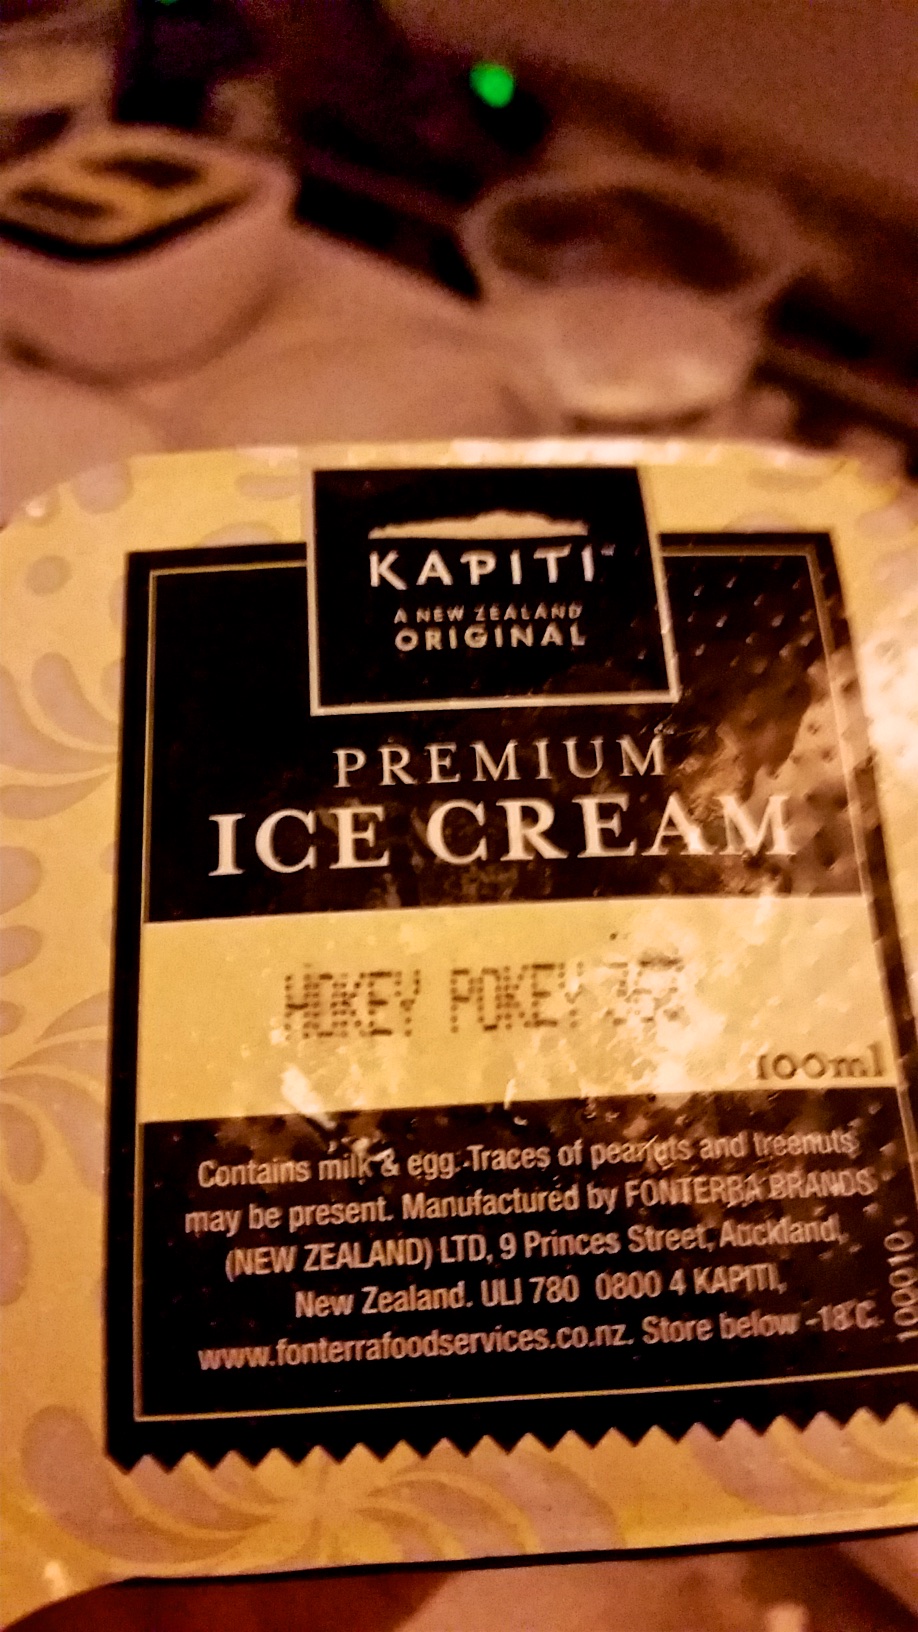 KAPITI™
A NEW ZEALAND
ORIGINAL
PREMIUM
ICE CREAM
HOKEY POKEY
100ml
Contains milk & egg. Traces of peanuts and treenuts
may be present. Manufactured by FONTERRA BRANDS
(NEW ZEALAND) LTD, 9 Princes Street, Auckland,
New Zealand. ULI 780 0800 4 KAPITI,
www.fonterrafoodservices.co.nz. Store below -18°C.